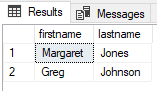 Results Messages
firstname lastname
1 Margaret Jones
2 Greg Johnson